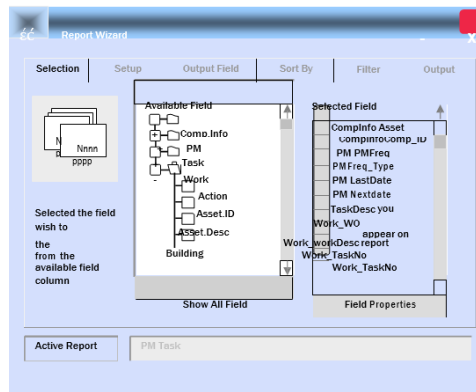 Report Wizard
X
Selection Setup Output Field Sort By Filter Output
Available Field
Comp.Info
PM
Task
Work
Action
Asset.ID
Asset.Desc
Building
Show All Field
Selected Field
CompInfo Asset
CompInfoComp_ID
PM PMFreq
PMFreq_Type
PM LastDate
PM Nextdate
TaskDesc you
Work_WO
appear on
Work_workDesc report
Work_TaskNo
Work_TaskNo
Field Properties
Nnnn
pppp
Selected the field
wish to
the
from the
available field
column
Active Report
PM Task